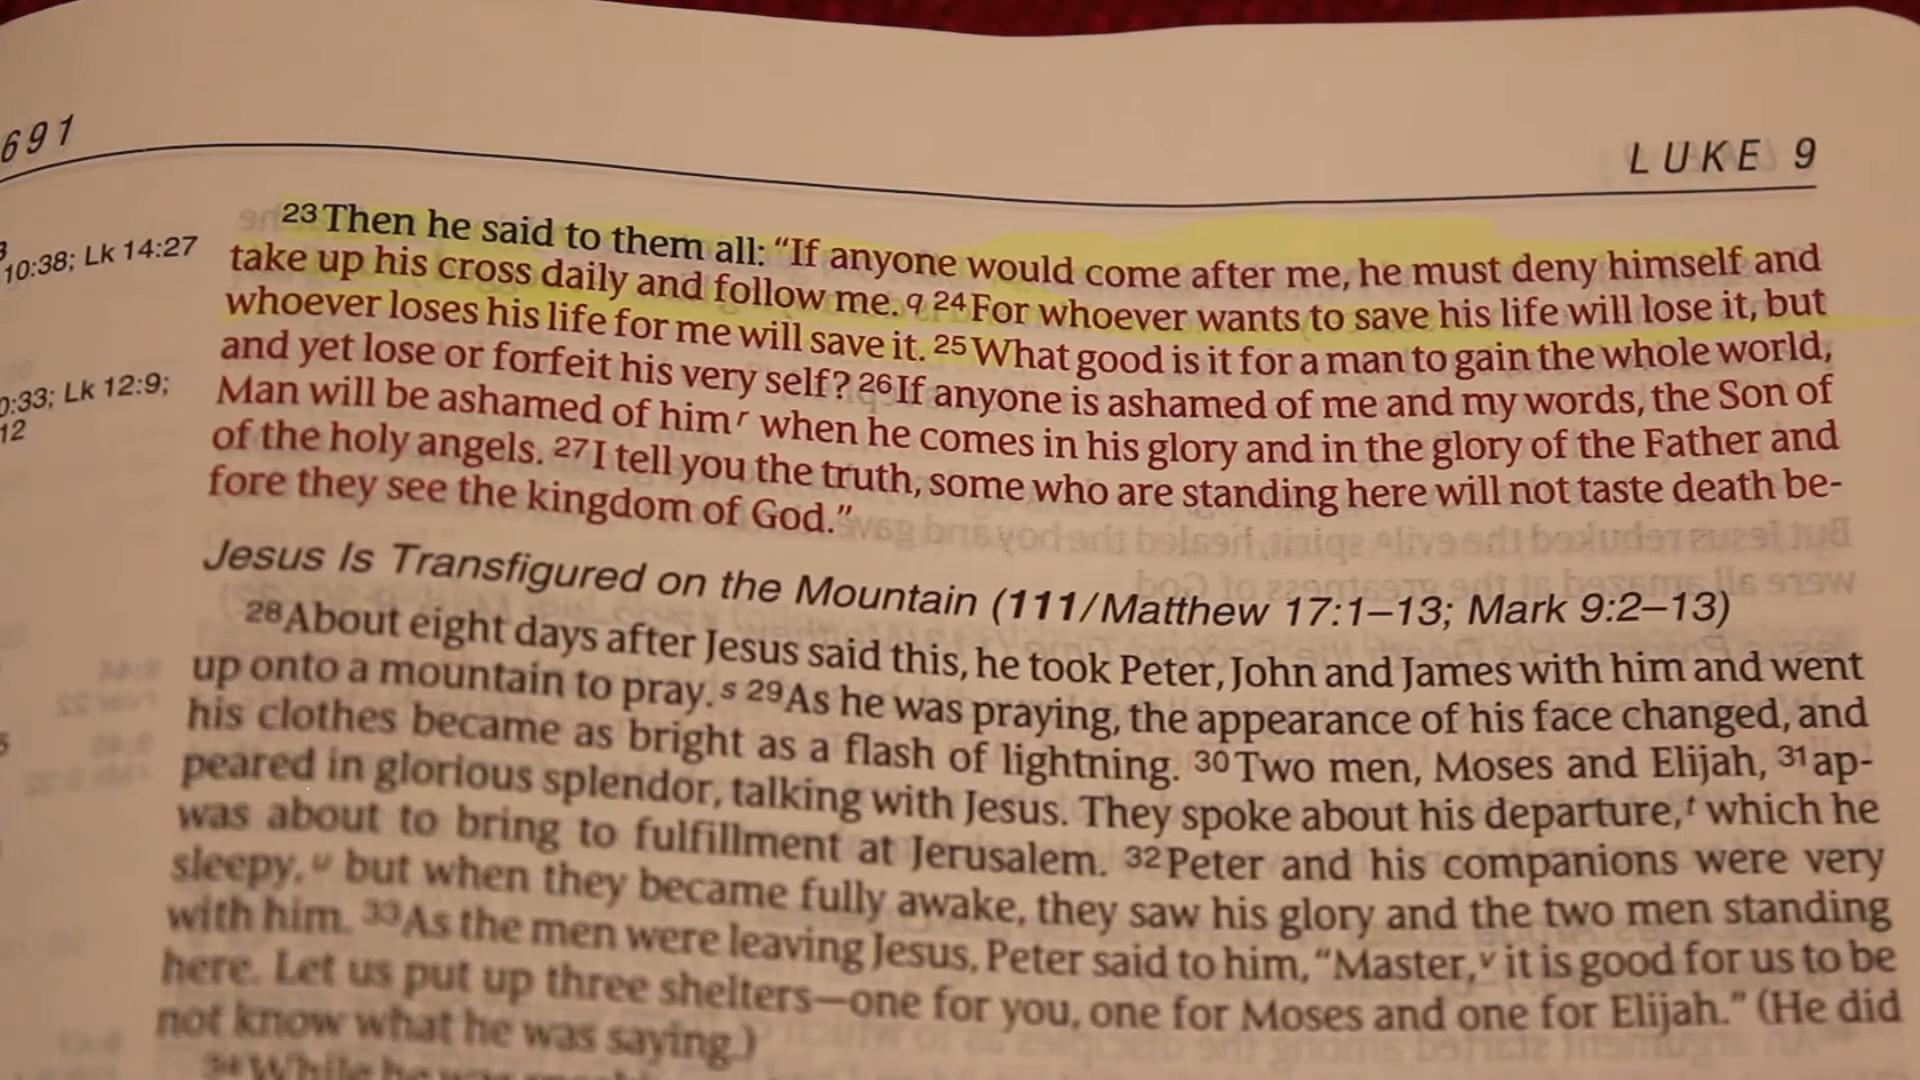 691
LUKE 9
10:38; Lk 14:27
0:33; Lk 12:9;
12
23 Then he said to them all: “If anyone would come after me, he must deny himself and
take up his cross daily and follow me. q 24 For whoever wants to save his life will lose it, but
whoever loses his life for me will save it. 25 What good is it for a man to gain the whole world,
and yet lose or forfeit his very self? 26 If anyone is ashamed of me and my words, the Son of
Man will be ashamed of him r when he comes in his glory and in the glory of the Father and
of the holy angels. 27 I tell you the truth, some who are standing here will not taste death be-
fore they see the kingdom of God.”
Jesus Is Transfigured on the Mountain (111/Matthew 17:1–13; Mark 9:2–13)
28 About eight days after Jesus said this, he took Peter, John and James with him and went
up onto a mountain to pray. s 29 As he was praying, the appearance of his face changed, and
his clothes became as bright as a flash of lightning. 30 Two men, Moses and Elijah, 31 ap-
peared in glorious splendor, talking with Jesus. They spoke about his departure, t which he
was about to bring to fulfillment at Jerusalem. 32 Peter and his companions were very
sleepy, u but when they became fully awake, they saw his glory and the two men standing
with him. 33 As the men were leaving Jesus, Peter said to him, “Master, v it is good for us to be
here. Let us put up three shelters—one for you, one for Moses and one for Elijah.” (He did
not know what he was saying.)
34 While he was